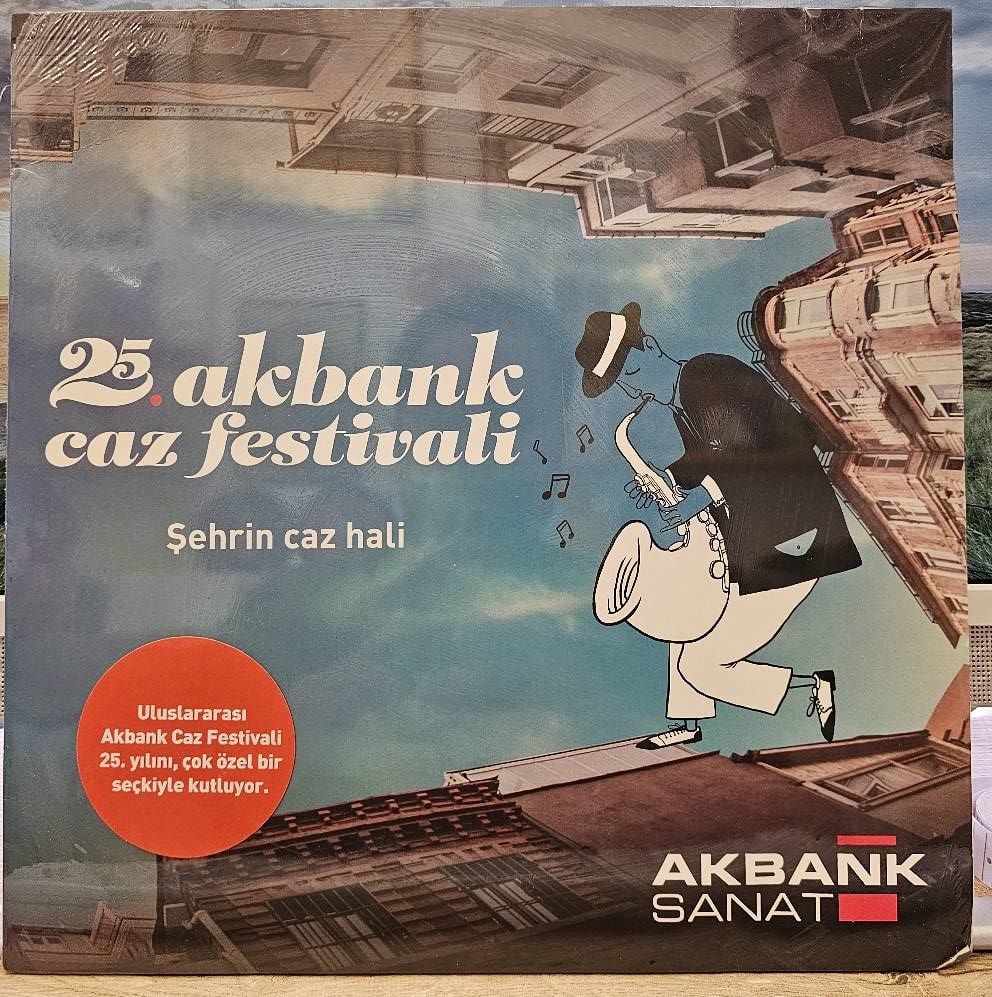 25. akbank
caz festivali
Şehrin caz hali
Uluslararası
Akbank Caz Festivali
25. yılını, çok özel bir
seçkiyle kutluyor.
AKBANK
SANAT